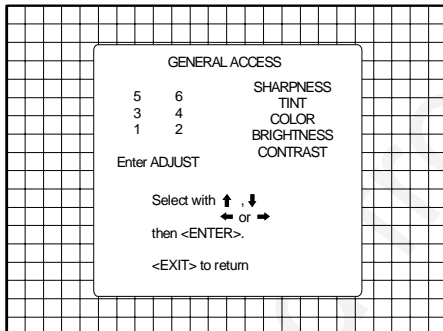 GENERAL ACCESS
5 6 SHARPNESS
TINT
3 4 COLOR
1 2 BRIGHTNESS
CONTRAST
Enter ADJUST
Select with ⬆ , ⬇
⬅ or ➡
then <ENTER>.
<EXIT> to return